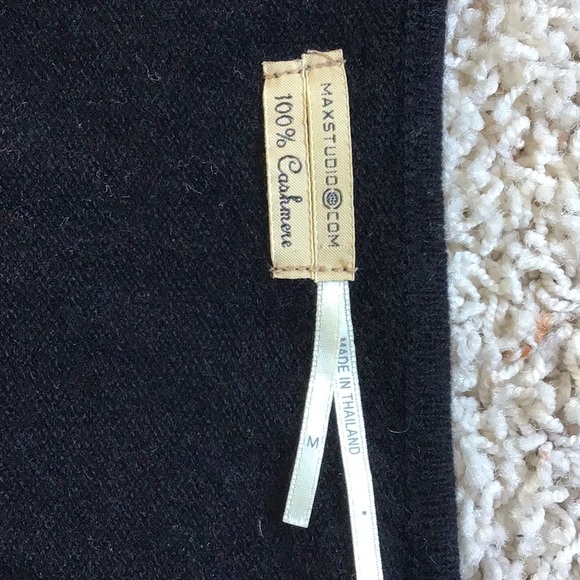 MAXSTUDIO.COM
100% Cashmere
MADE IN THAILAND
M